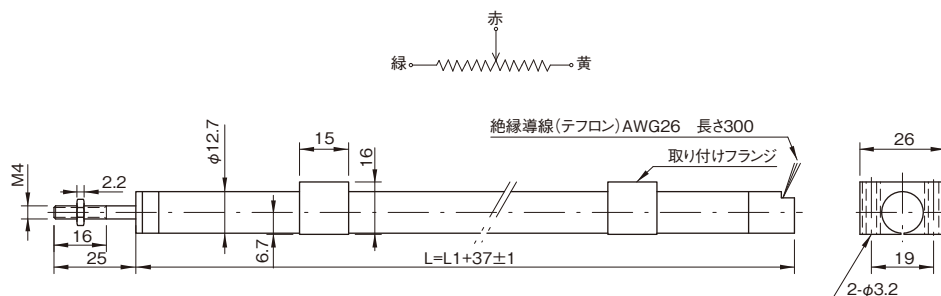 赤
緑
黄
絶縁導線(テフロン)AWG26 長さ300
取り付けフランジ
15
16
26
φ12.7
M4
2.2
16
25
6.7
L=L1+37±1
19
2-φ3.2